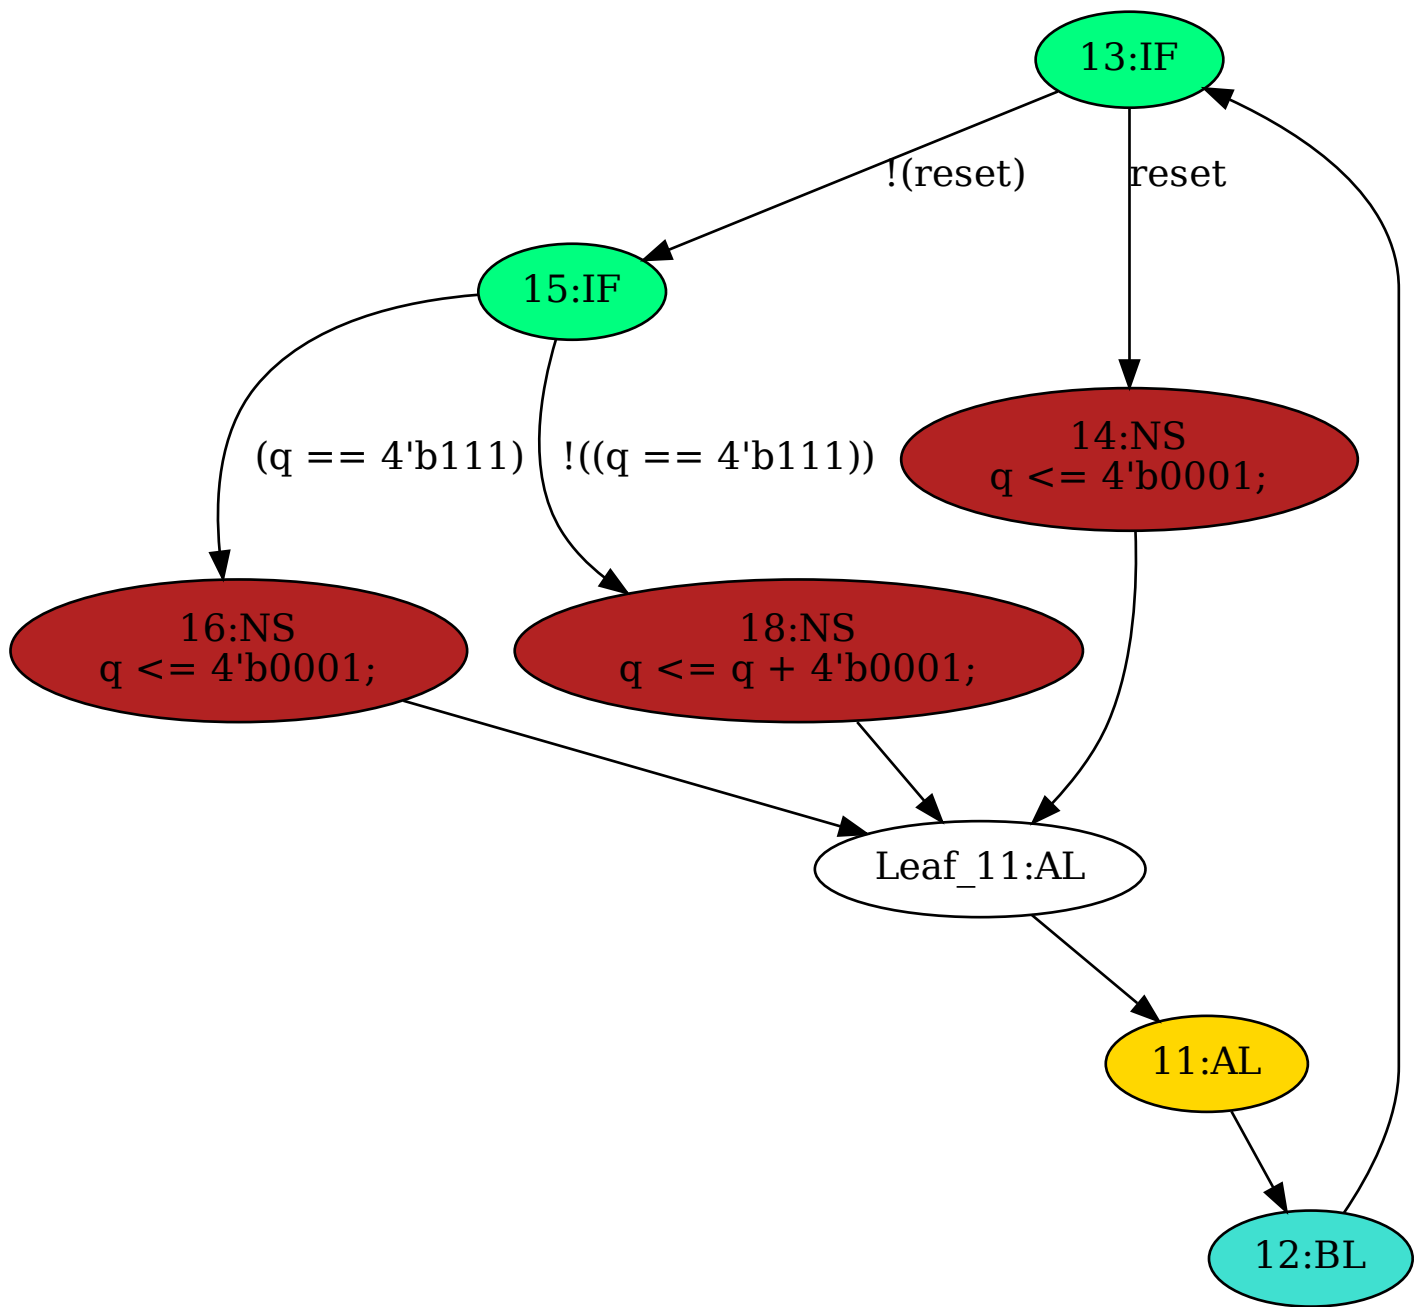 13:IF
!(reset)
reset
15:IF
(q == 4'b111)
!((q == 4'b111))
14:NS
q <= 4'b0001;
16:NS
q <= 4'b0001;
18:NS
q <= q + 4'b0001;
Leaf_11:AL
11:AL
12:BL